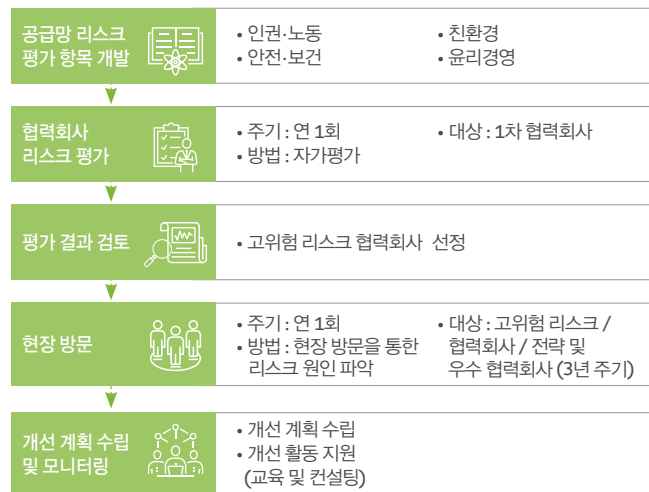 공급망 리스크
평가 항목 개발
• 인권·노동
• 안전·보건
• 친환경
• 윤리경영
협력회사
리스크 평가
• 주기 : 연 1회
• 방법 : 자가평가
• 대상 : 1차 협력회사
평가 결과 검토
• 고위험 리스크 협력회사 선정
현장 방문
• 주기 : 연 1회
• 방법 : 현장 방문을 통한
리스크 원인 파악
• 대상 : 고위험 리스크 /
협력회사 / 전략 및
우수 협력회사 (3년 주기)
개선 계획 수립
및 모니터링
• 개선 계획 수립
• 개선 활동 지원
(교육 및 컨설팅)